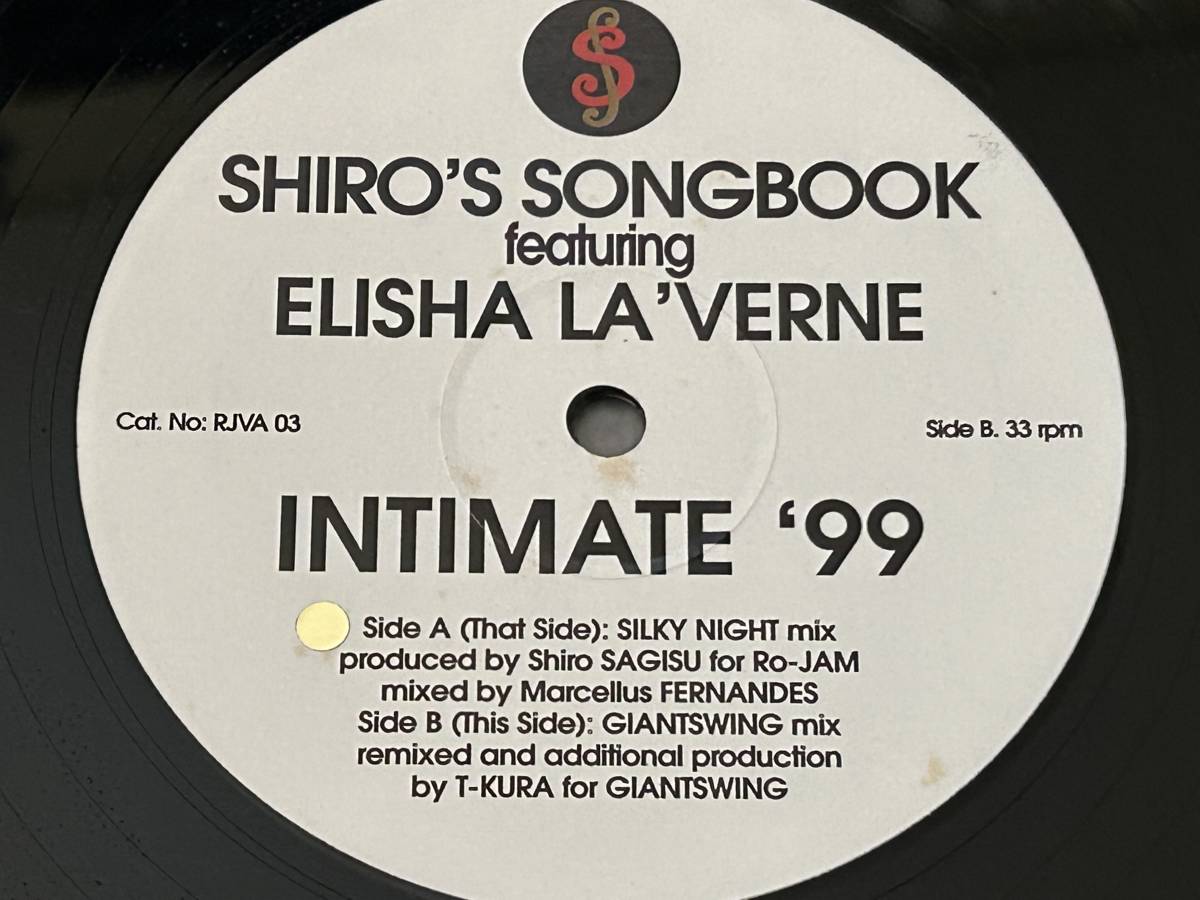 SHIRO'S SONGBOOK
featuring
ELISHA LA'VERNE
Cat. No: RJVA 03
Side B. 33 rpm
INTIMATE ‘99
Side A (That Side): SILKY NIGHT mix
produced by Shiro SAGISU for Ro-JAM
mixed by Marcellus FERNANDES
Side B (This Side): GIANTSWING mix
remixed and additional production
by T-KURA for GIANTSWING